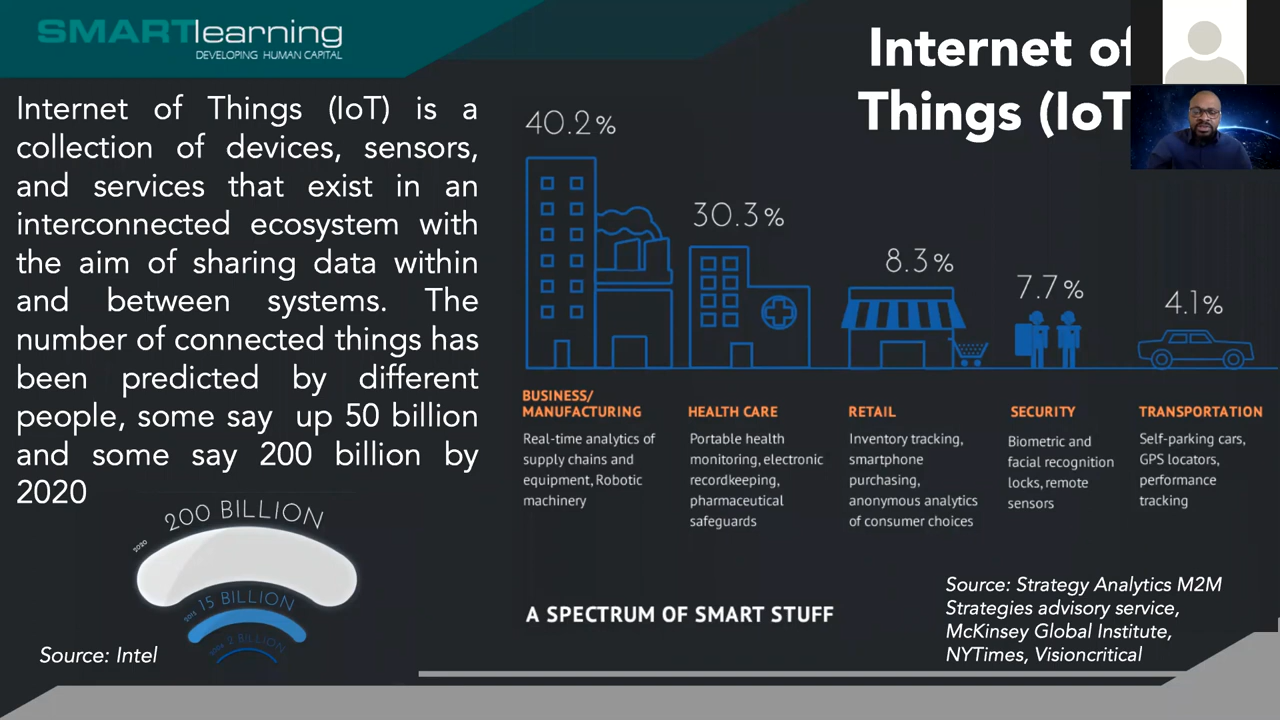 SMARTlearning
DEVELOPING HUMAN CAPITAL
Internet of
Things (IoT
Internet of Things (IoT) is a
collection of devices, sensors,
and services that exist in an
interconnected ecosystem with
the aim of sharing data within
and between systems. The
number of connected things has
been predicted by different
people, some say up 50 billion
and some say 200 billion by
2020
200 BILLION
2020
15 BILLION
2015
2 BILLION
2006
Source: Intel
40.2%
30.3%
8.3%
7.7%
4.1%
BUSINESS/
MANUFACTURING
Real-time analytics of
supply chains and
equipment, Robotic
machinery
HEALTH CARE
Portable health
monitoring, electronic
recordkeeping,
pharmaceutical
safeguards
RETAIL
Inventory tracking,
smartphone
purchasing,
anonymous analytics
of consumer choices
SECURITY
Biometric and
facial recognition
locks, remote
sensors
TRANSPORTATION
Self-parking cars,
GPS locators,
performance
tracking
A SPECTRUM OF SMART STUFF
Source: Strategy Analytics M2M
Strategies advisory service,
McKinsey Global Institute,
NYTimes, Visioncritical